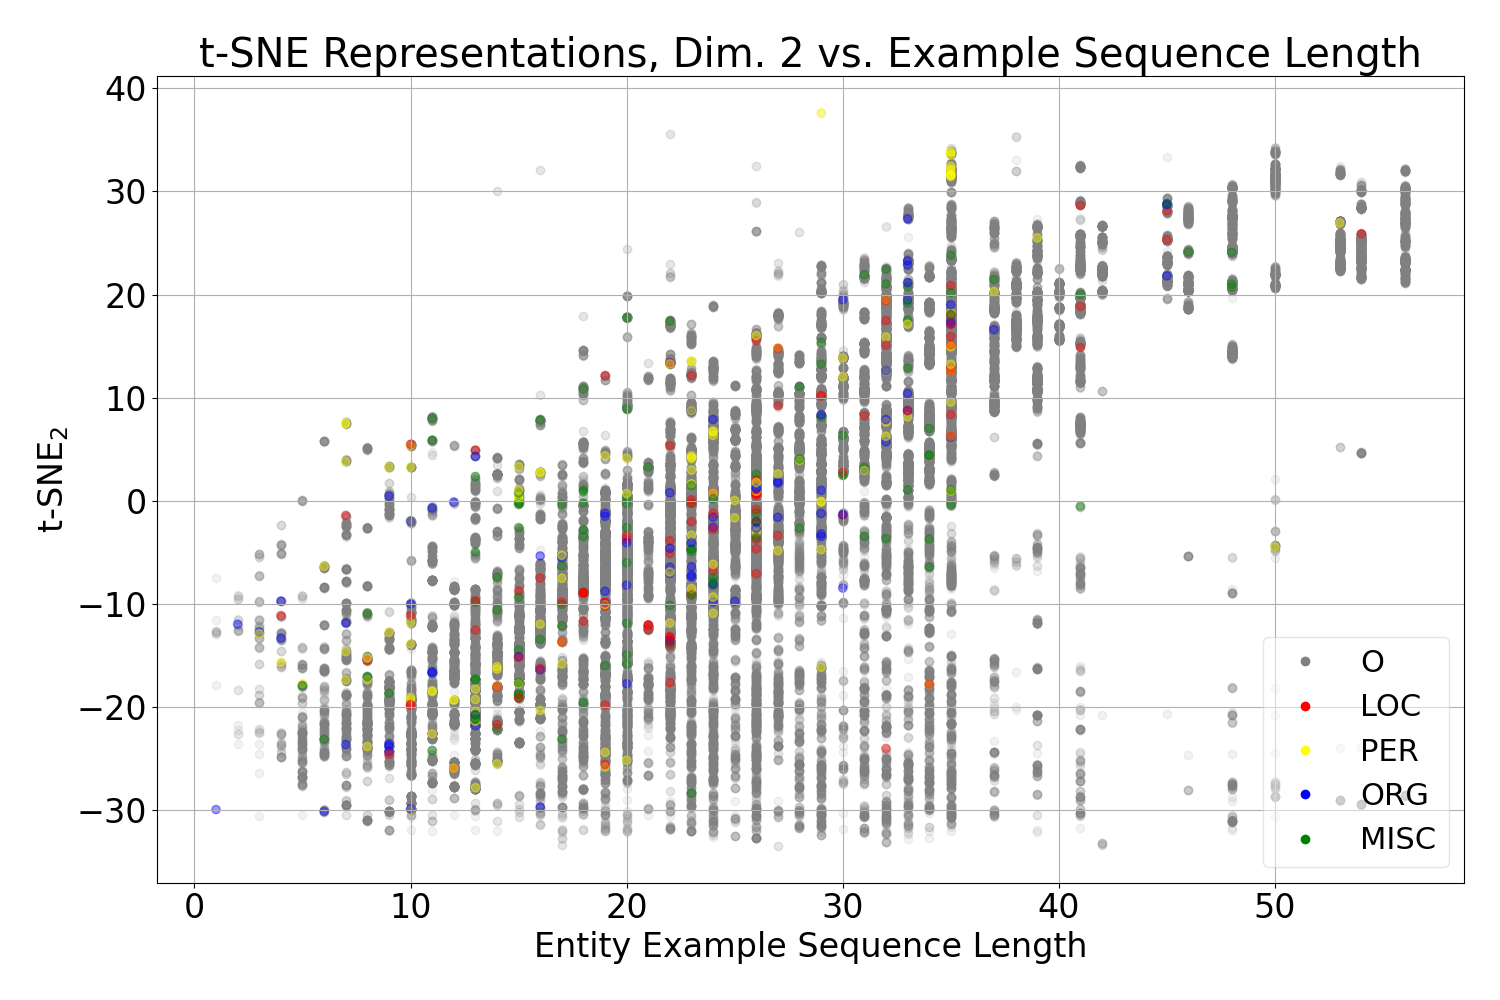 t-SNE Representations, Dim. 2 vs. Example Sequence Length
40
30
20
10
0
−10
−20
−30
t-SNE₂
0 10 20 30 40 50
Entity Example Sequence Length
O
LOC
PER
ORG
MISC